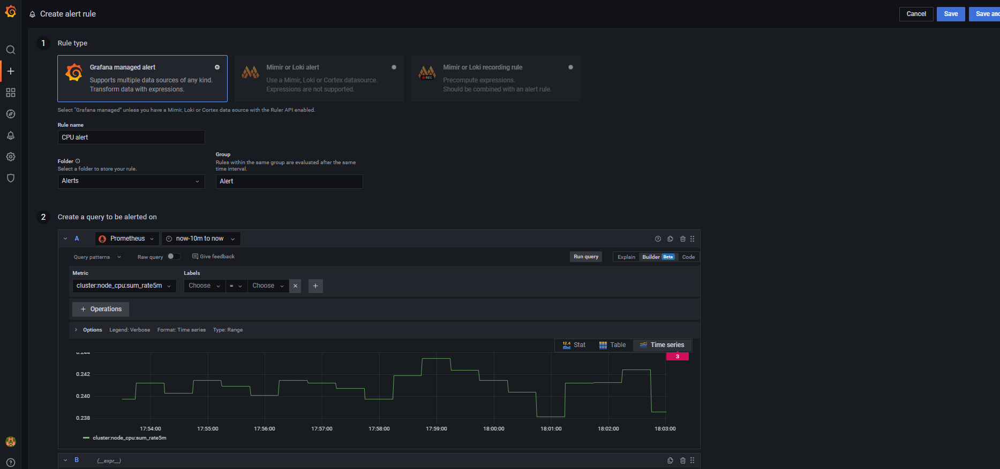 Create alert rule
Cancel
Save
Save and
1
Rule type
Grafana managed alert
Supports multiple data sources of any kind.
Transform data with expressions.
Mimir or Loki alert
Use a Mimir, Loki or Cortex datasource.
Expressions are not supported.
REC
Mimir or Loki recording rule
Precompute expressions.
Should be combined with an alert rule.
Select "Grafana managed" unless you have a Mimir, Loki or Cortex data source with the Ruler API enabled.
Rule name
CPU alert
Folder
Select a folder to store your rule.
Alerts
Group
Rules within the same group are evaluated after the same
time interval.
Alert
2
Create a query to be alerted on
A
Prometheus
now-10m to now
Query patterns
Raw query
Give feedback
Run query
Explain
Builder
Beta
Code
Metric
cluster:node_cpu:sum_rate5m
Labels
Choose
=
Choose
Operations
Options
Legend: Verbose
Format: Time series
Type: Range
12.4
Stat
Table
Time series
3
0.244
0.242
0.240
0.238
17:54:00
17:55:00
17:56:00
17:57:00
17:58:00
17:59:00
18:00:00
18:01:00
18:02:00
18:03:00
cluster:node_cpu:sum_rate5m
B
(__expr__)